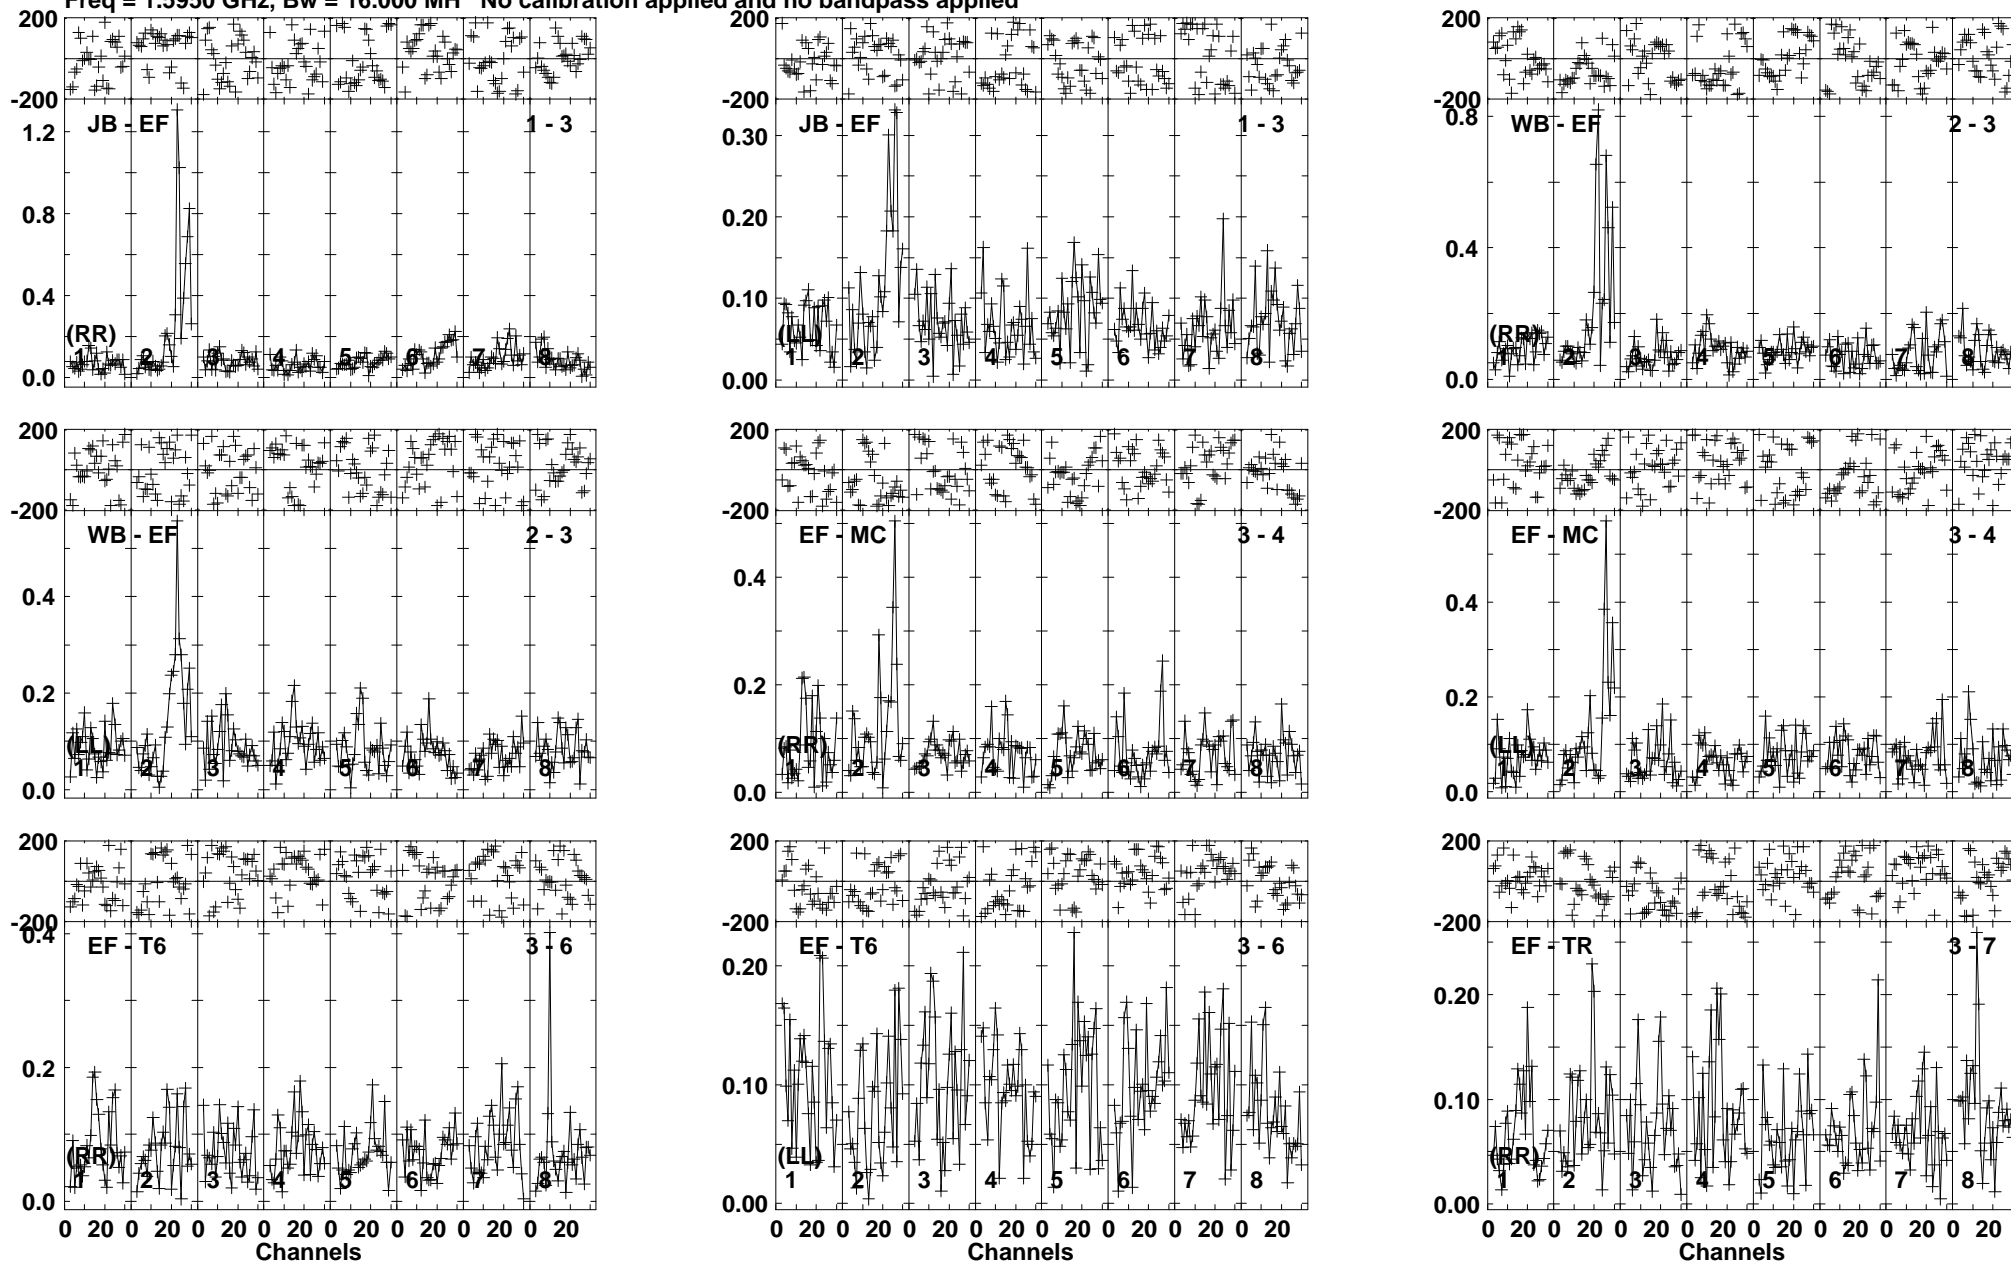 Freq = 1.5950 GHz, Bw = 16.000 MH No calibration applied and no bandpass applied
200 200 200
-200 -200 -200
JB - EF 1 - 3 JB - EF 1 - 3 WB - EF 2 - 3
1.2 0.30 0.8
0.8 0.20
0.4 0.10 0.4
(RR) (LL) (RR)
1 2 3 4 5 6 7 8 1 2 3 4 5 6 7 8 1 2 3 4 5 6 7 8
0.0 0.00 0.0
200 200 200
-200 -200 -200
WB - EF 2 - 3 EF - MC 3 - 4 EF - MC 3 - 4
0.4 0.4 0.4
0.2 0.2 0.2
(LL) (RR) (LL)
1 2 3 4 5 6 7 8 1 2 3 4 5 6 7 8 1 2 3 4 5 6 7 8
0.0 0.0 0.0
200 200 200
-200 -200 -200
0.4
EF - T6 3 - 6 EF - T6 3 - 6 EF - TR 3 - 7
0.20 0.20
0.2 0.10 0.10
(RR) (LL) (RR)
1 2 3 4 5 6 7 8 1 2 3 4 5 6 7 8 1 2 3 4 5 6 7 8
0.0 0.00 0.00
0 20 0 20 0 20 0 20 0 20 0 20 0 20 0 20 0 20 0 20 0 20 0 20 0 20 0 20 0 20 0 20 0 20 0 20 0 20 0 20 0 20 0 20 0 20 0 20
Channels Channels Channels